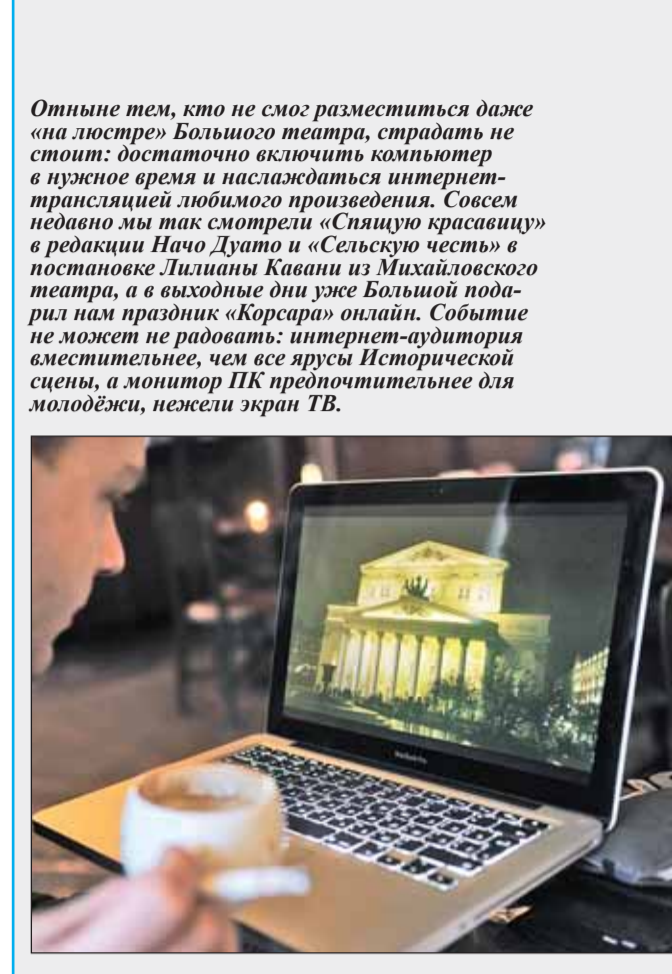 Отныне тем, кто не смог разместиться даже
«на люстре» Большого театра, страдать не
стоит: достаточно включить компьютер
в нужное время и наслаждаться интернет-
трансляцией любимого произведения. Совсем
недавно мы так смотрели «Спящую красавицу»
в редакции Начо Дуато и «Сельскую честь» в
постановке Лилианы Кавани из Михайловского
театра, а в выходные дни уже Большой пода-
рил нам праздник «Корсара» онлайн. Событие
не может не радовать: интернет-аудитория
вместительнее, чем все ярусы Исторической
сцены, а монитор ПК предпочтительнее для
молодёжи, нежели экран ТВ.